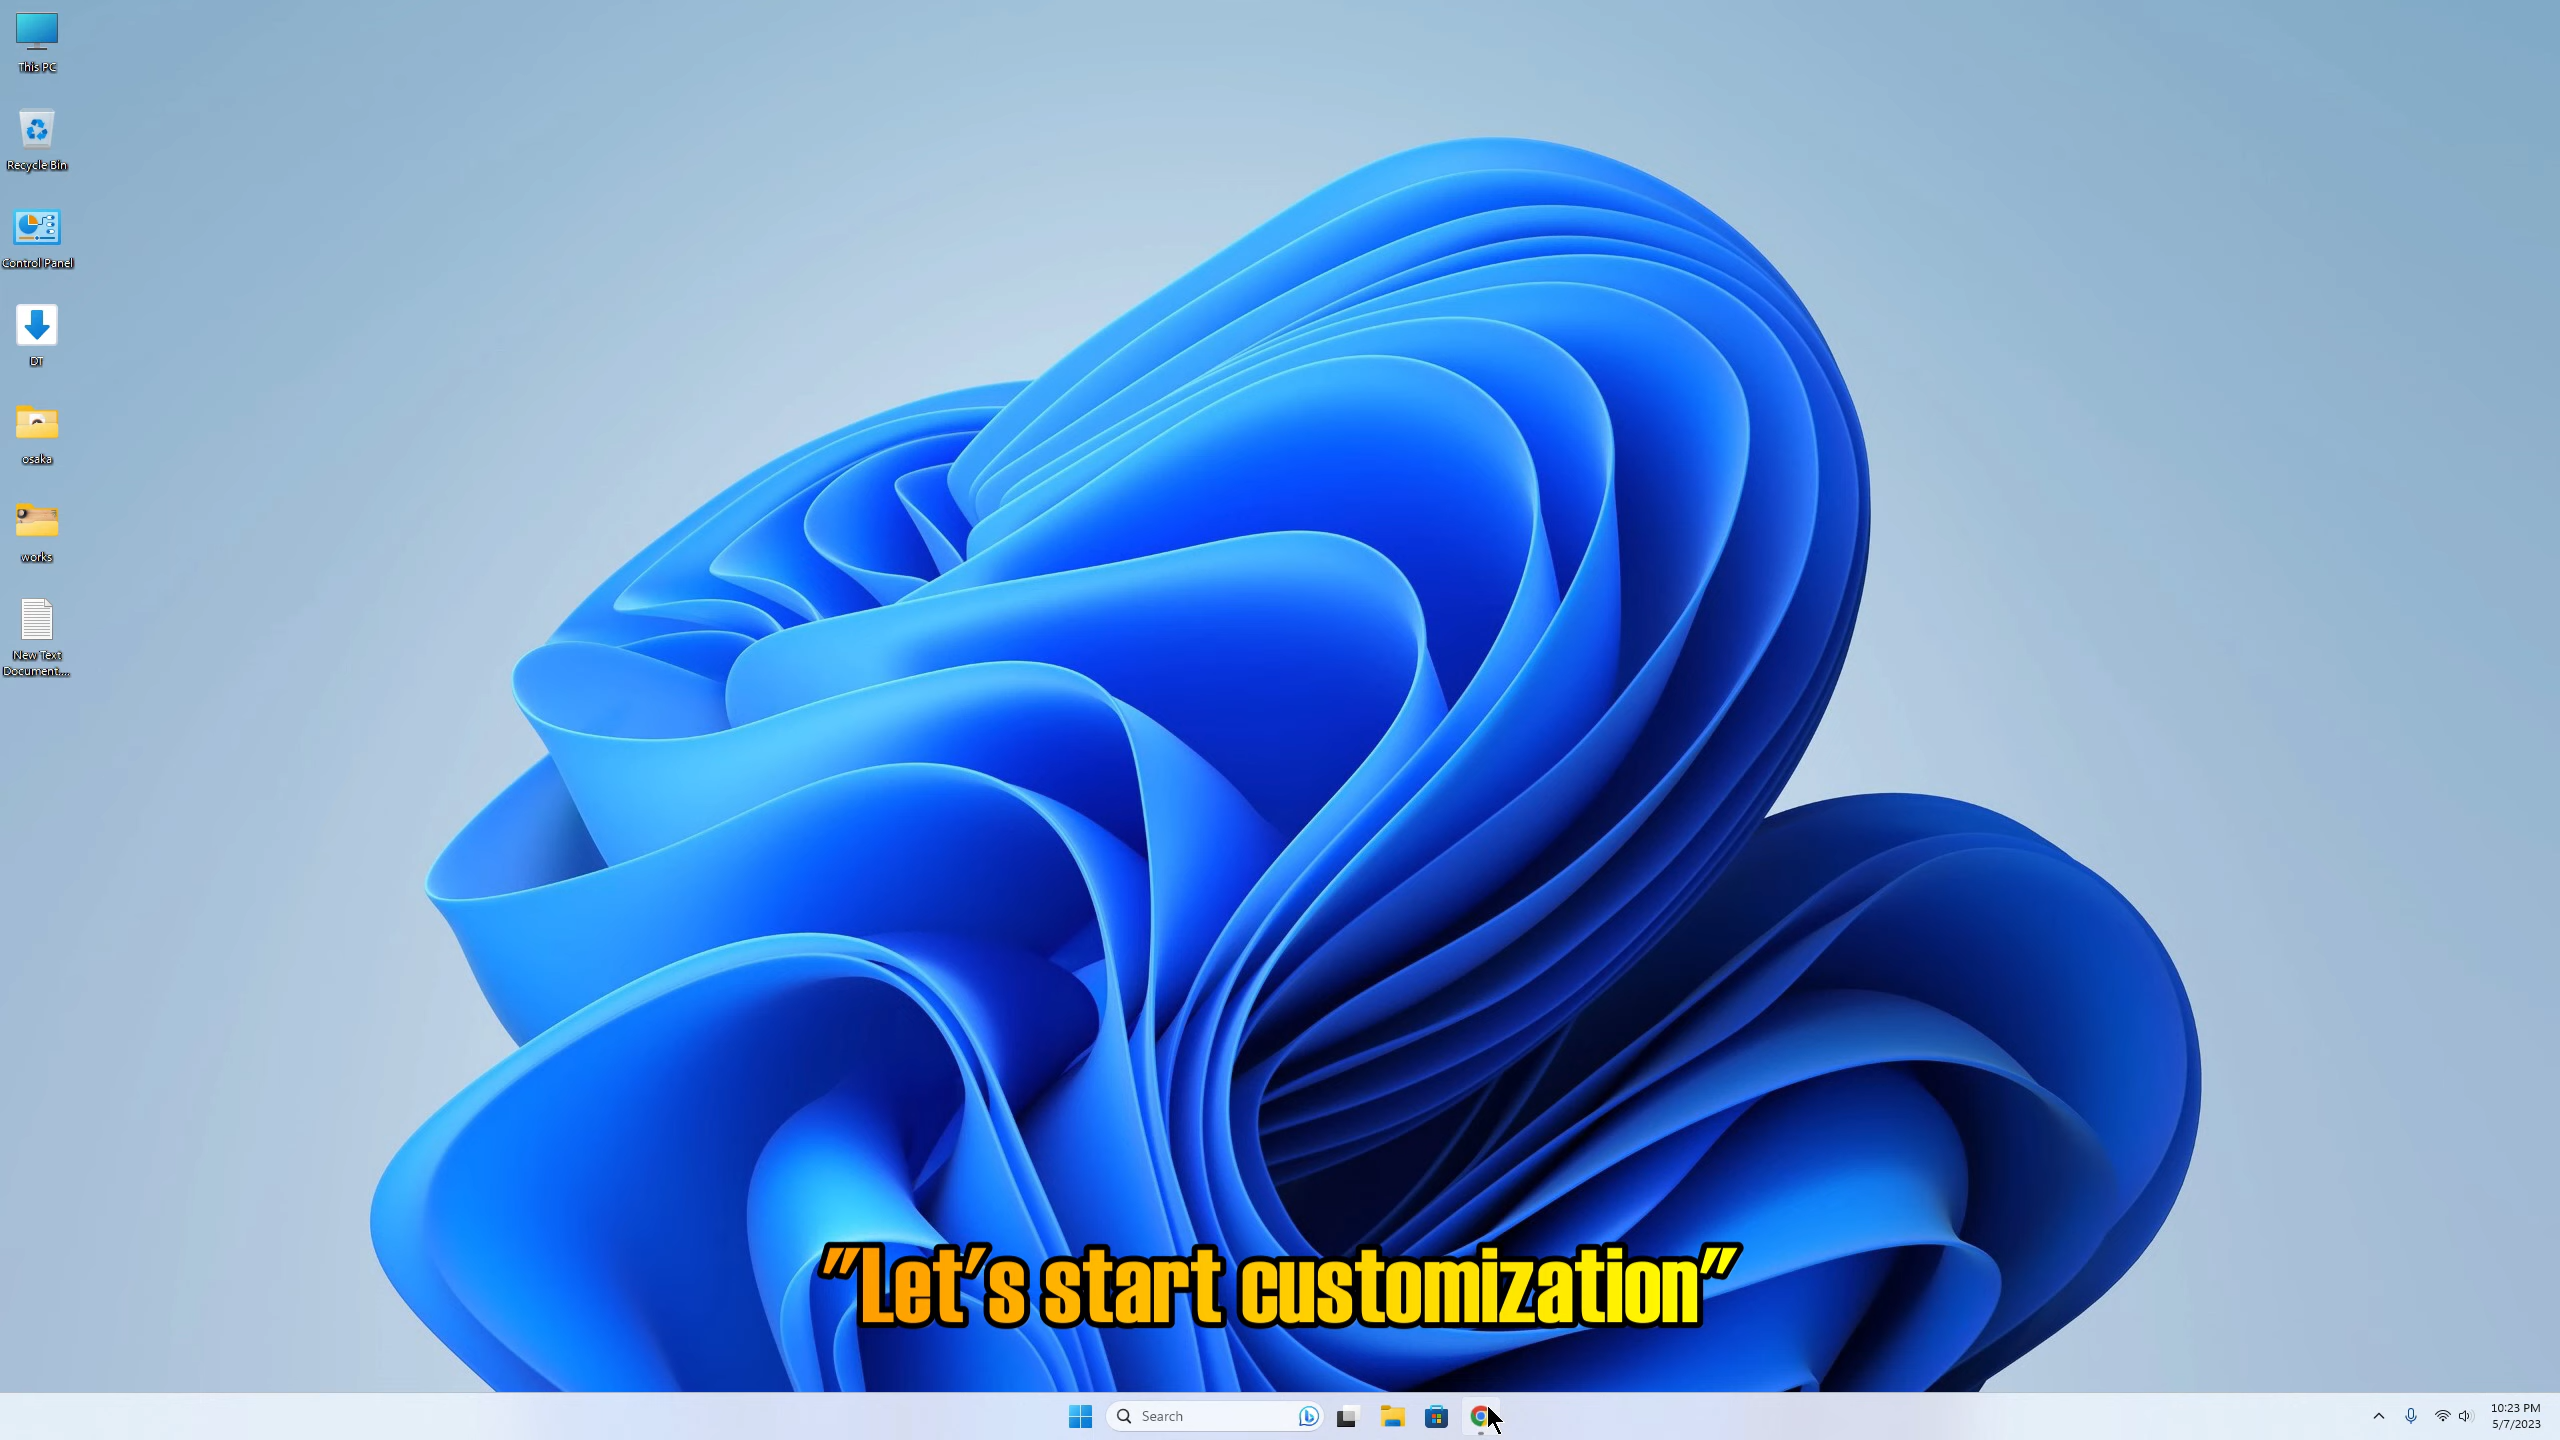 This PC
Recycle Bin
Control Panel
DT
osaka
works
New Text
Document....
"Let's start customization"
Search
10:23 PM
5/7/2023